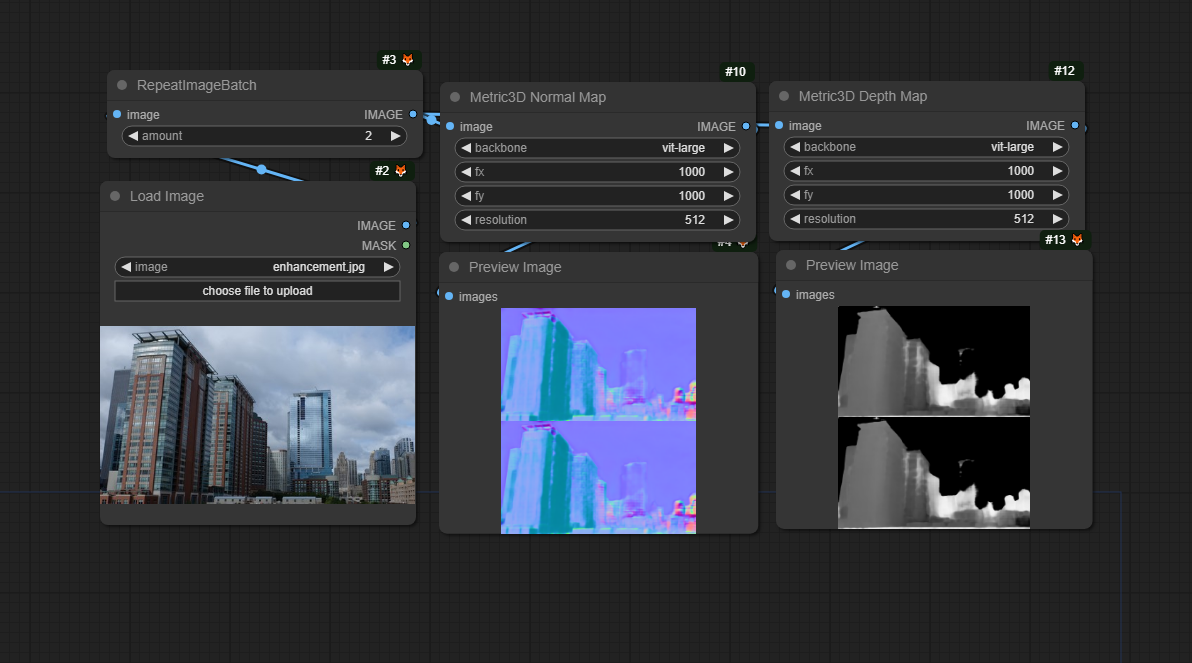 #3
RepeatImageBatch
image IMAGE
amount 2
#2
Load Image
IMAGE
MASK
image enhancement.jpg
choose file to upload
#10
Metric3D Normal Map
image IMAGE
backbone vit-large
fx 1000
fy 1000
resolution 512
#4
Preview Image
images
#12
Metric3D Depth Map
image IMAGE
backbone vit-large
fx 1000
fy 1000
resolution 512
#13
Preview Image
images